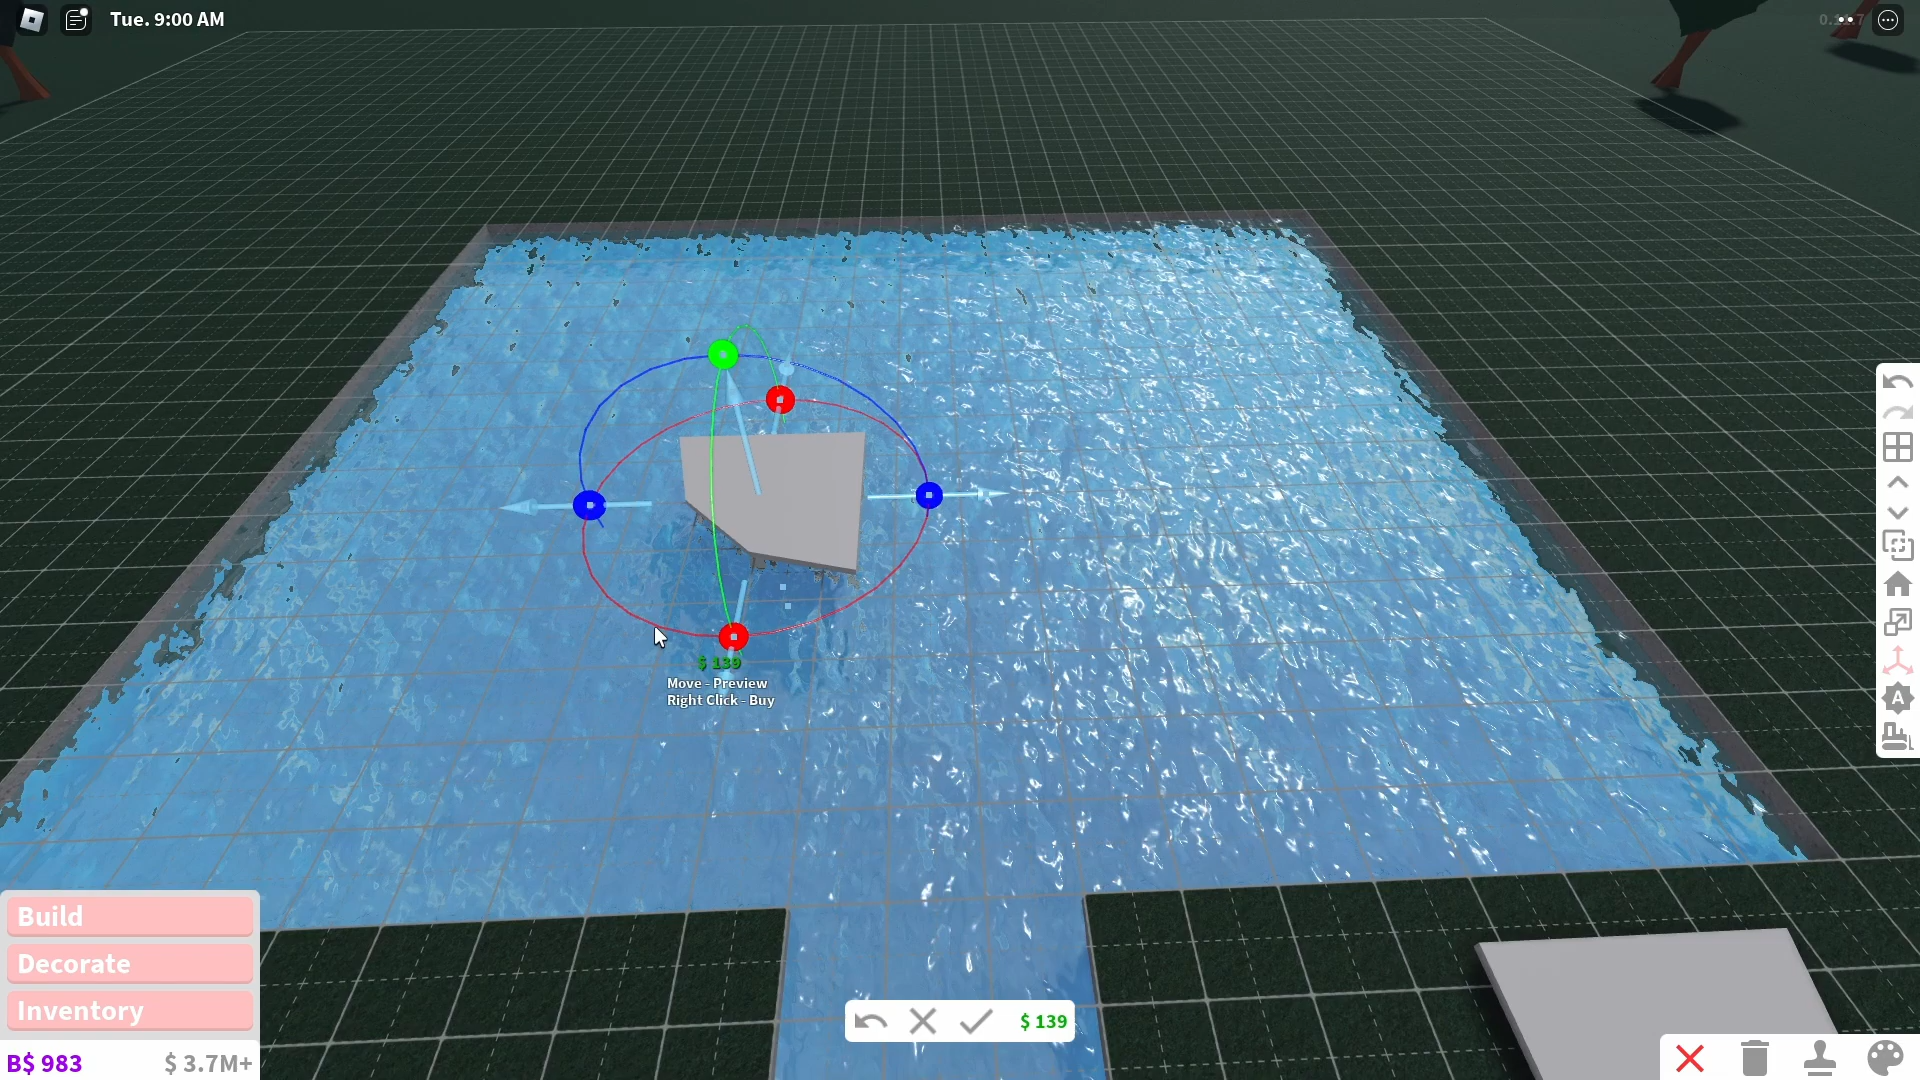 Tue. 9:00 AM
$ 139
Move - Preview
Right Click - Buy
A
Build
Decorate
Inventory
B$ 983
$ 3.7M+
$ 139